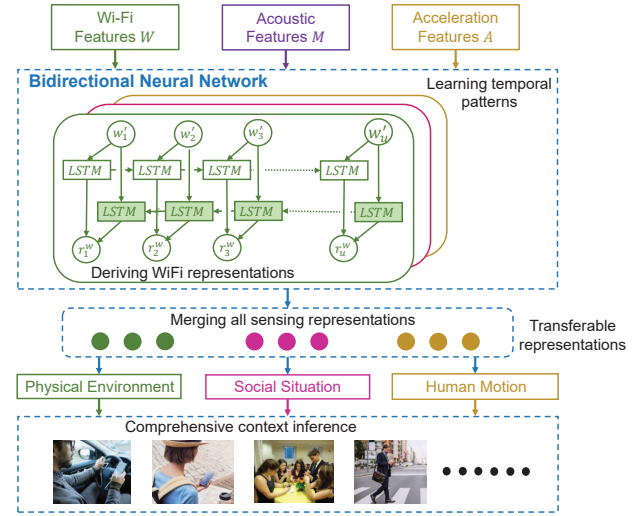 Wi-Fi
Features W
Acoustic
Features M
Acceleration
Features A
Bidirectional Neural Network
Learning temporal
patterns
w′₁ w′₂ w′₃ w′ᵤ
LSTM LSTM LSTM LSTM
LSTM LSTM LSTM LSTM
r₁ʷ r₂ʷ r₃ʷ rᵤʷ
Deriving WiFi representations
Merging all sensing representations
Transferable
representations
Physical Environment
Social Situation
Human Motion
Comprehensive context inference